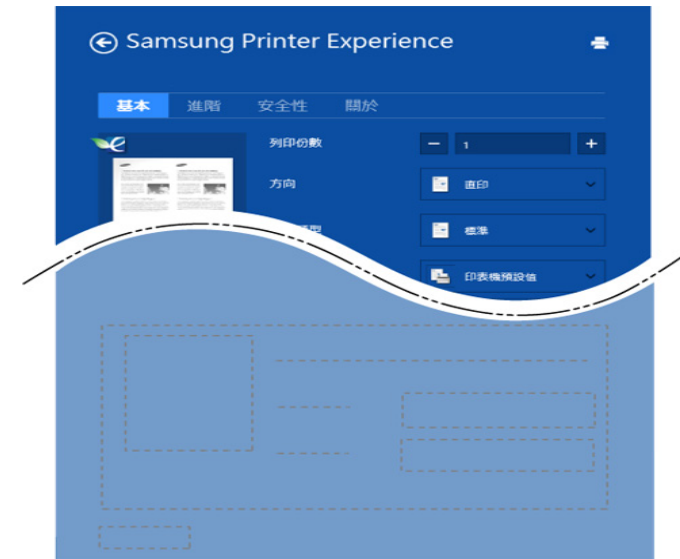 Samsung Printer Experience
基本 進階 安全性 關於
列印份數 1
方向 直印
型 標準
印表機預設值